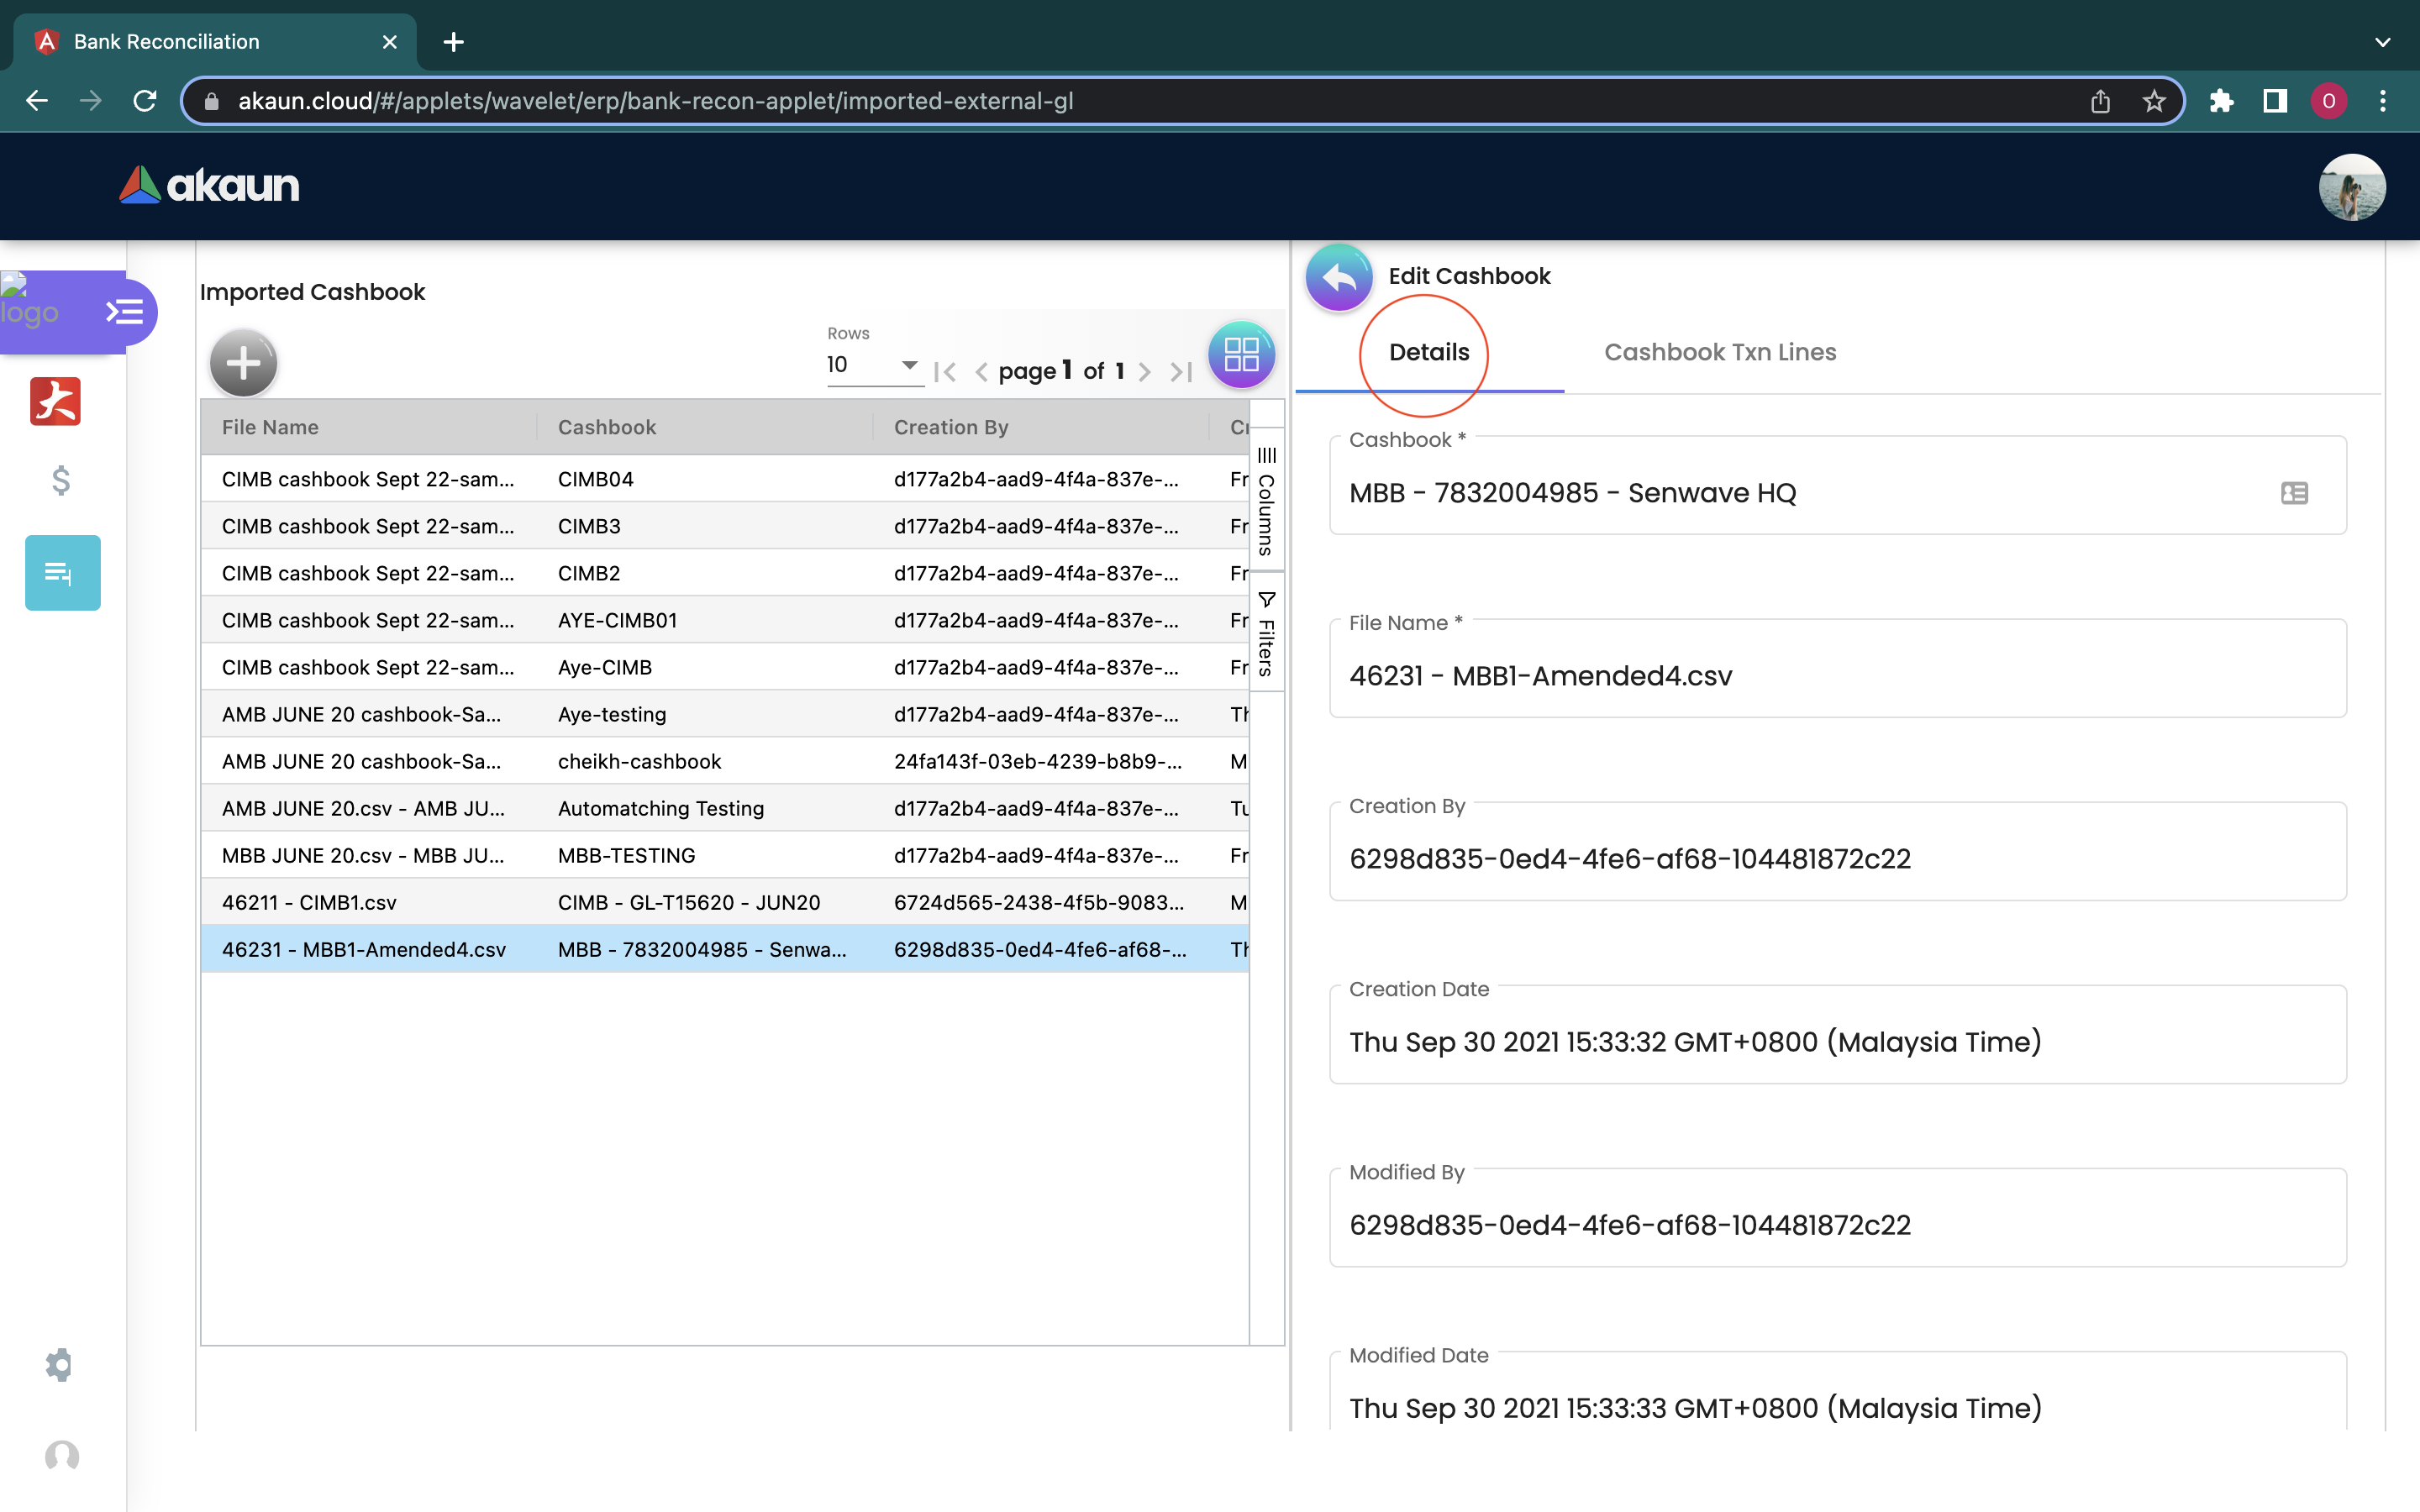 Bank Reconciliation
akaun.cloud/#/applets/wavelet/erp/bank-recon-applet/imported-external-gl
O
akaun
logo
Imported Cashbook
Rows
10
page 1 of 1
File Name Cashbook Creation By
CIMB cashbook Sept 22-sam... CIMB04 d177a2b4-aad9-4f4a-837e-... Fr
CIMB cashbook Sept 22-sam... CIMB3 d177a2b4-aad9-4f4a-837e-... Fr
CIMB cashbook Sept 22-sam... CIMB2 d177a2b4-aad9-4f4a-837e-... Fr
CIMB cashbook Sept 22-sam... AYE-CIMB01 d177a2b4-aad9-4f4a-837e-... Fr
CIMB cashbook Sept 22-sam... Aye-CIMB d177a2b4-aad9-4f4a-837e-... Fr
AMB JUNE 20 cashbook-Sa... Aye-testing d177a2b4-aad9-4f4a-837e-... Th
AMB JUNE 20 cashbook-Sa... cheikh-cashbook 24fa143f-03eb-4239-b8b9-... M
AMB JUNE 20.csv - AMB JU... Automatching Testing d177a2b4-aad9-4f4a-837e-... Tu
MBB JUNE 20.csv - MBB JU... MBB-TESTING d177a2b4-aad9-4f4a-837e-... Fr
46211 - CIMB1.csv CIMB - GL-T15620 - JUN20 6724d565-2438-4f5b-9083... M
46231 - MBB1-Amended4.csv MBB - 7832004985 - Senwa... 6298d835-0ed4-4fe6-af68-... Th
Columns
Filters
Edit Cashbook
Details Cashbook Txn Lines
Cashbook *
MBB - 7832004985 - Senwave HQ
File Name *
46231 - MBB1-Amended4.csv
Creation By
6298d835-0ed4-4fe6-af68-104481872c22
Creation Date
Thu Sep 30 2021 15:33:32 GMT+0800 (Malaysia Time)
Modified By
6298d835-0ed4-4fe6-af68-104481872c22
Modified Date
Thu Sep 30 2021 15:33:33 GMT+0800 (Malaysia Time)